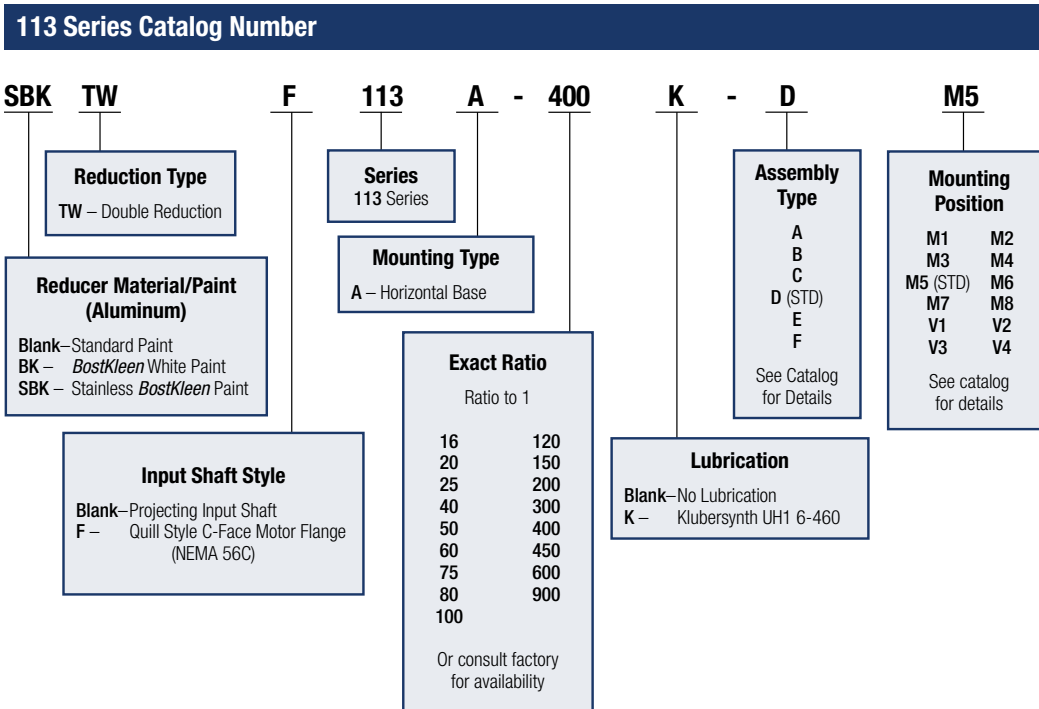 113 Series Catalog Number
SBK TW F 113 A - 400 K - D M5
Reduction Type
TW – Double Reduction
Series
113 Series
Assembly
Type
A
B
C
D (STD)
E
F
See Catalog
for Details
Mounting
Position
M1 M2
M3 M4
M5 (STD) M6
M7 M8
V1 V2
V3 V4
See catalog
for details
Mounting Type
A – Horizontal Base
Reducer Material/Paint
(Aluminum)
Blank–Standard Paint
BK – BostKleen White Paint
SBK – Stainless BostKleen Paint
Exact Ratio
Ratio to 1
16 120
20 150
25 200
40 300
50 400
60 450
75 600
80 900
100
Or consult factory
for availability
Input Shaft Style
Blank–Projecting Input Shaft
F – Quill Style C-Face Motor Flange
(NEMA 56C)
Lubrication
Blank–No Lubrication
K – Klubersynth UH1 6-460